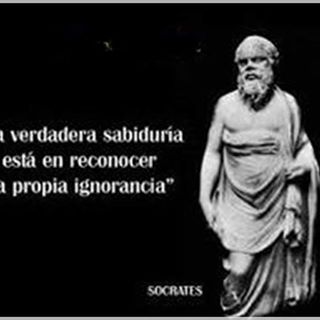 a verdadera sabiduría
está en reconocer
a propia ignorancia”
SOCRATES